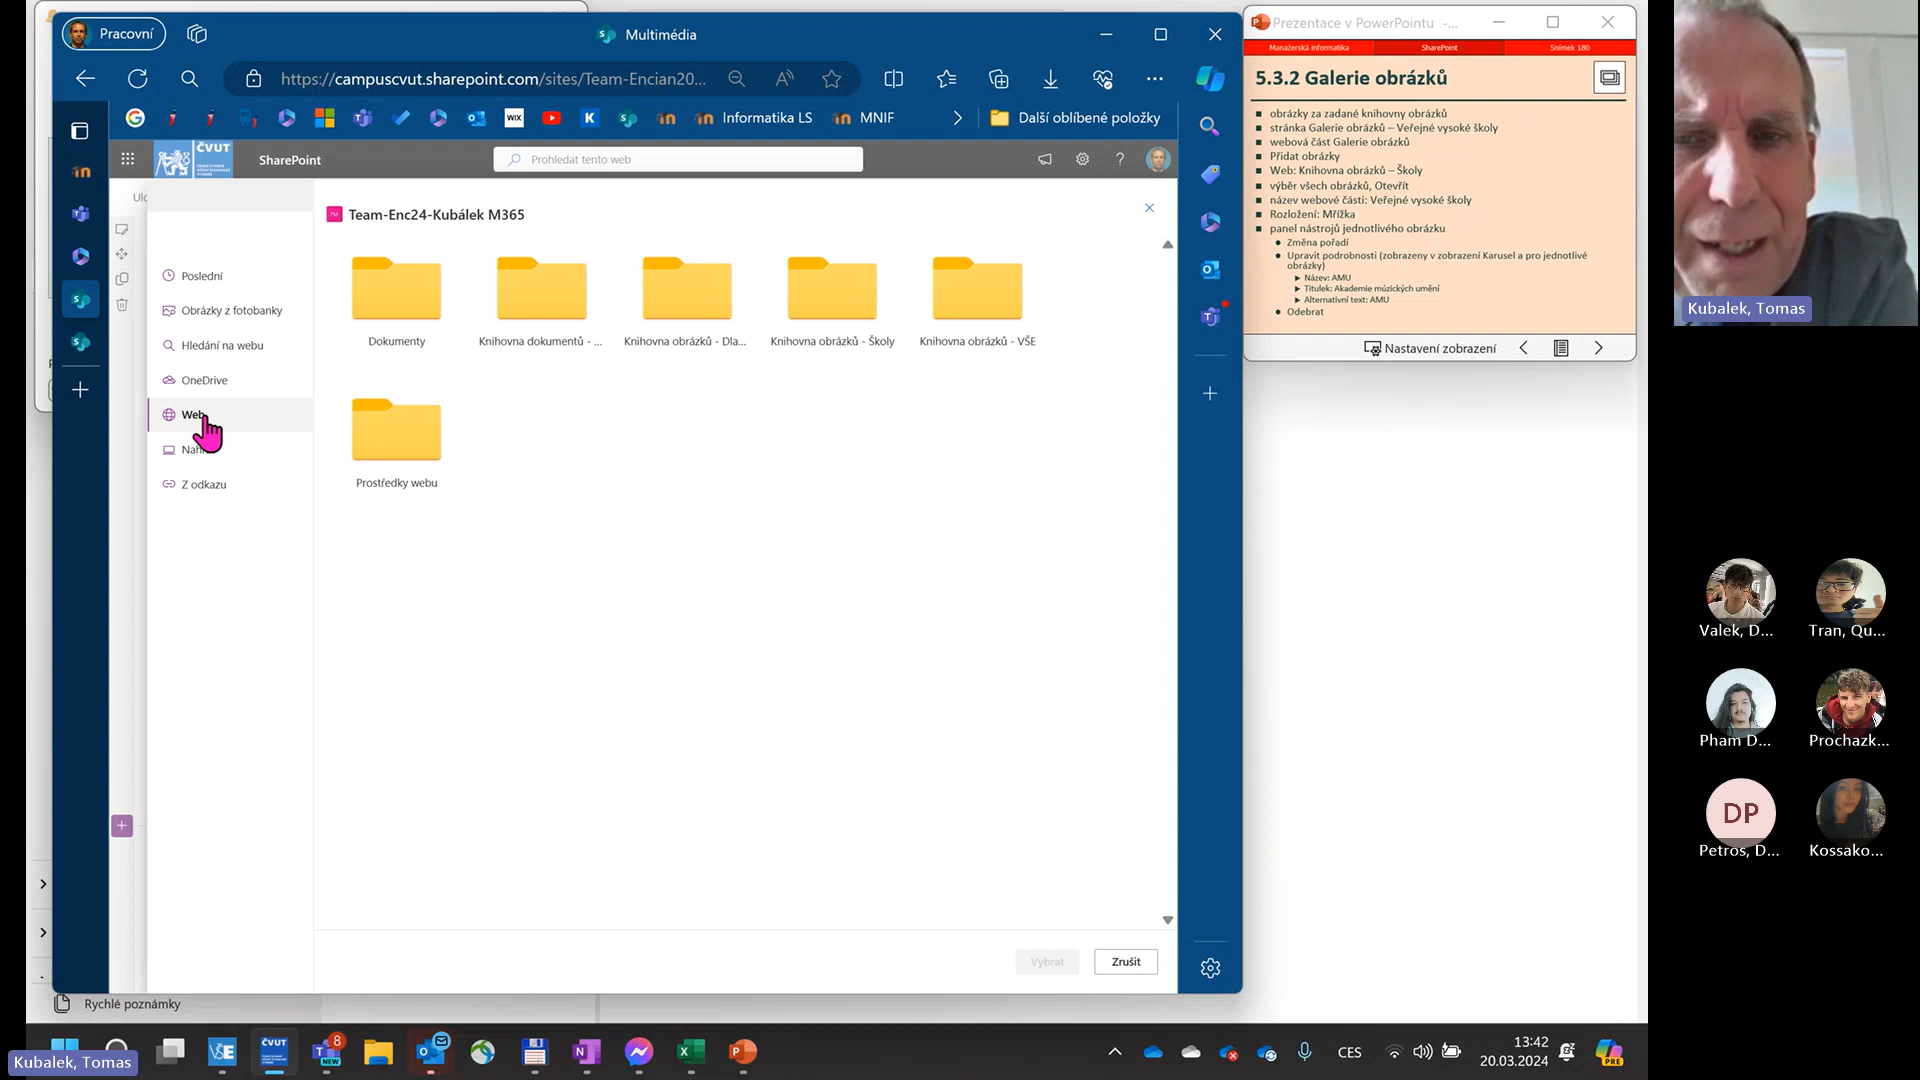 Pracovní
Multimédia
https://campuscvut.sharepoint.com/sites/Team-Encian20...
Informatika LS
MNIF
Další oblíbené položky
ČVUT
SharePoint
Prohledat tento web
Team-Enc24-Kubálek M365
Poslední
Obrázky z fotobanky
Hledání na webu
OneDrive
Web
Z odkazu
Dokumenty
Knihovna dokumentů - ...
Knihovna obrázků - Dla...
Knihovna obrázků - Školy
Knihovna obrázků - VŠE
Prostředky webu
Vybrat
Zrušit
Rychlé poznámky
Prezentace v PowerPointu -...
Manažerská informatika
SharePoint
Snímek 180
5.3.2 Galerie obrázků
obrázky za zadané knihovny obrázků
stránka Galerie obrázků – Veřejné vysoké školy
webová část Galerie obrázků
Přidat obrázky
Web: Knihovna obrázků – Školy
výběr všech obrázků, Otevřít
název webové části: Veřejné vysoké školy
Rozložení: Mřížka
panel nástrojů jednotlivého obrázku
Změna pořadí
Upravit podrobnosti (zobrazeny v zobrazení Karusel a pro jednotlivé
obrázky)
Název: AMU
Titulek: Akademie múzických umění
Alternativní text: AMU
Odebrat
Nastavení zobrazení
Kubalek, Tomas
Valek, D...
Tran, Qu...
Pham D...
Prochazk...
DP
Petros, D...
Kossako...
Kubalek, Tomas
VŠE
ČVUT
8
NEW
CES
13:42
20.03.2024
PRE